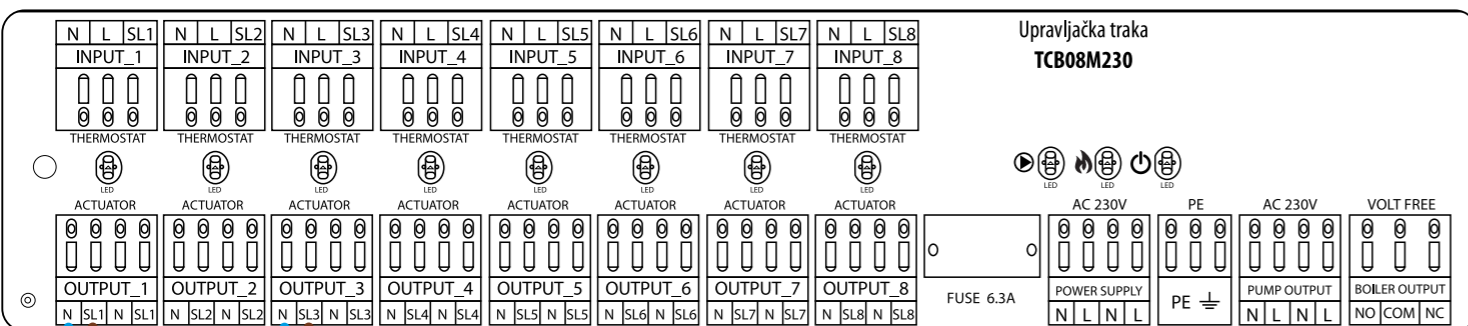 N L SL1 N L SL2 N L SL3 N L SL4 N L SL5 N L SL6 N L SL7 N L SL8
INPUT_1 INPUT_2 INPUT_3 INPUT_4 INPUT_5 INPUT_6 INPUT_7 INPUT_8
THERMOSTAT THERMOSTAT THERMOSTAT THERMOSTAT THERMOSTAT THERMOSTAT THERMOSTAT THERMOSTAT
Upravljačka traka
TCB08M230
LED LED LED LED LED LED LED LED LED LED LED
ACTUATOR ACTUATOR ACTUATOR ACTUATOR ACTUATOR ACTUATOR ACTUATOR ACTUATOR AC 230V PE AC 230V VOLT FREE
OUTPUT_1 OUTPUT_2 OUTPUT_3 OUTPUT_4 OUTPUT_5 OUTPUT_6 OUTPUT_7 OUTPUT_8 FUSE 6.3A POWER SUPPLY PE PUMP OUTPUT BOILER OUTPUT
N SL1 N SL1 N SL2 N SL2 N SL3 N SL3 N SL4 N SL4 N SL5 N SL5 N SL6 N SL6 N SL7 N SL7 N SL8 N SL8 N L N L N L N L NO COM NC